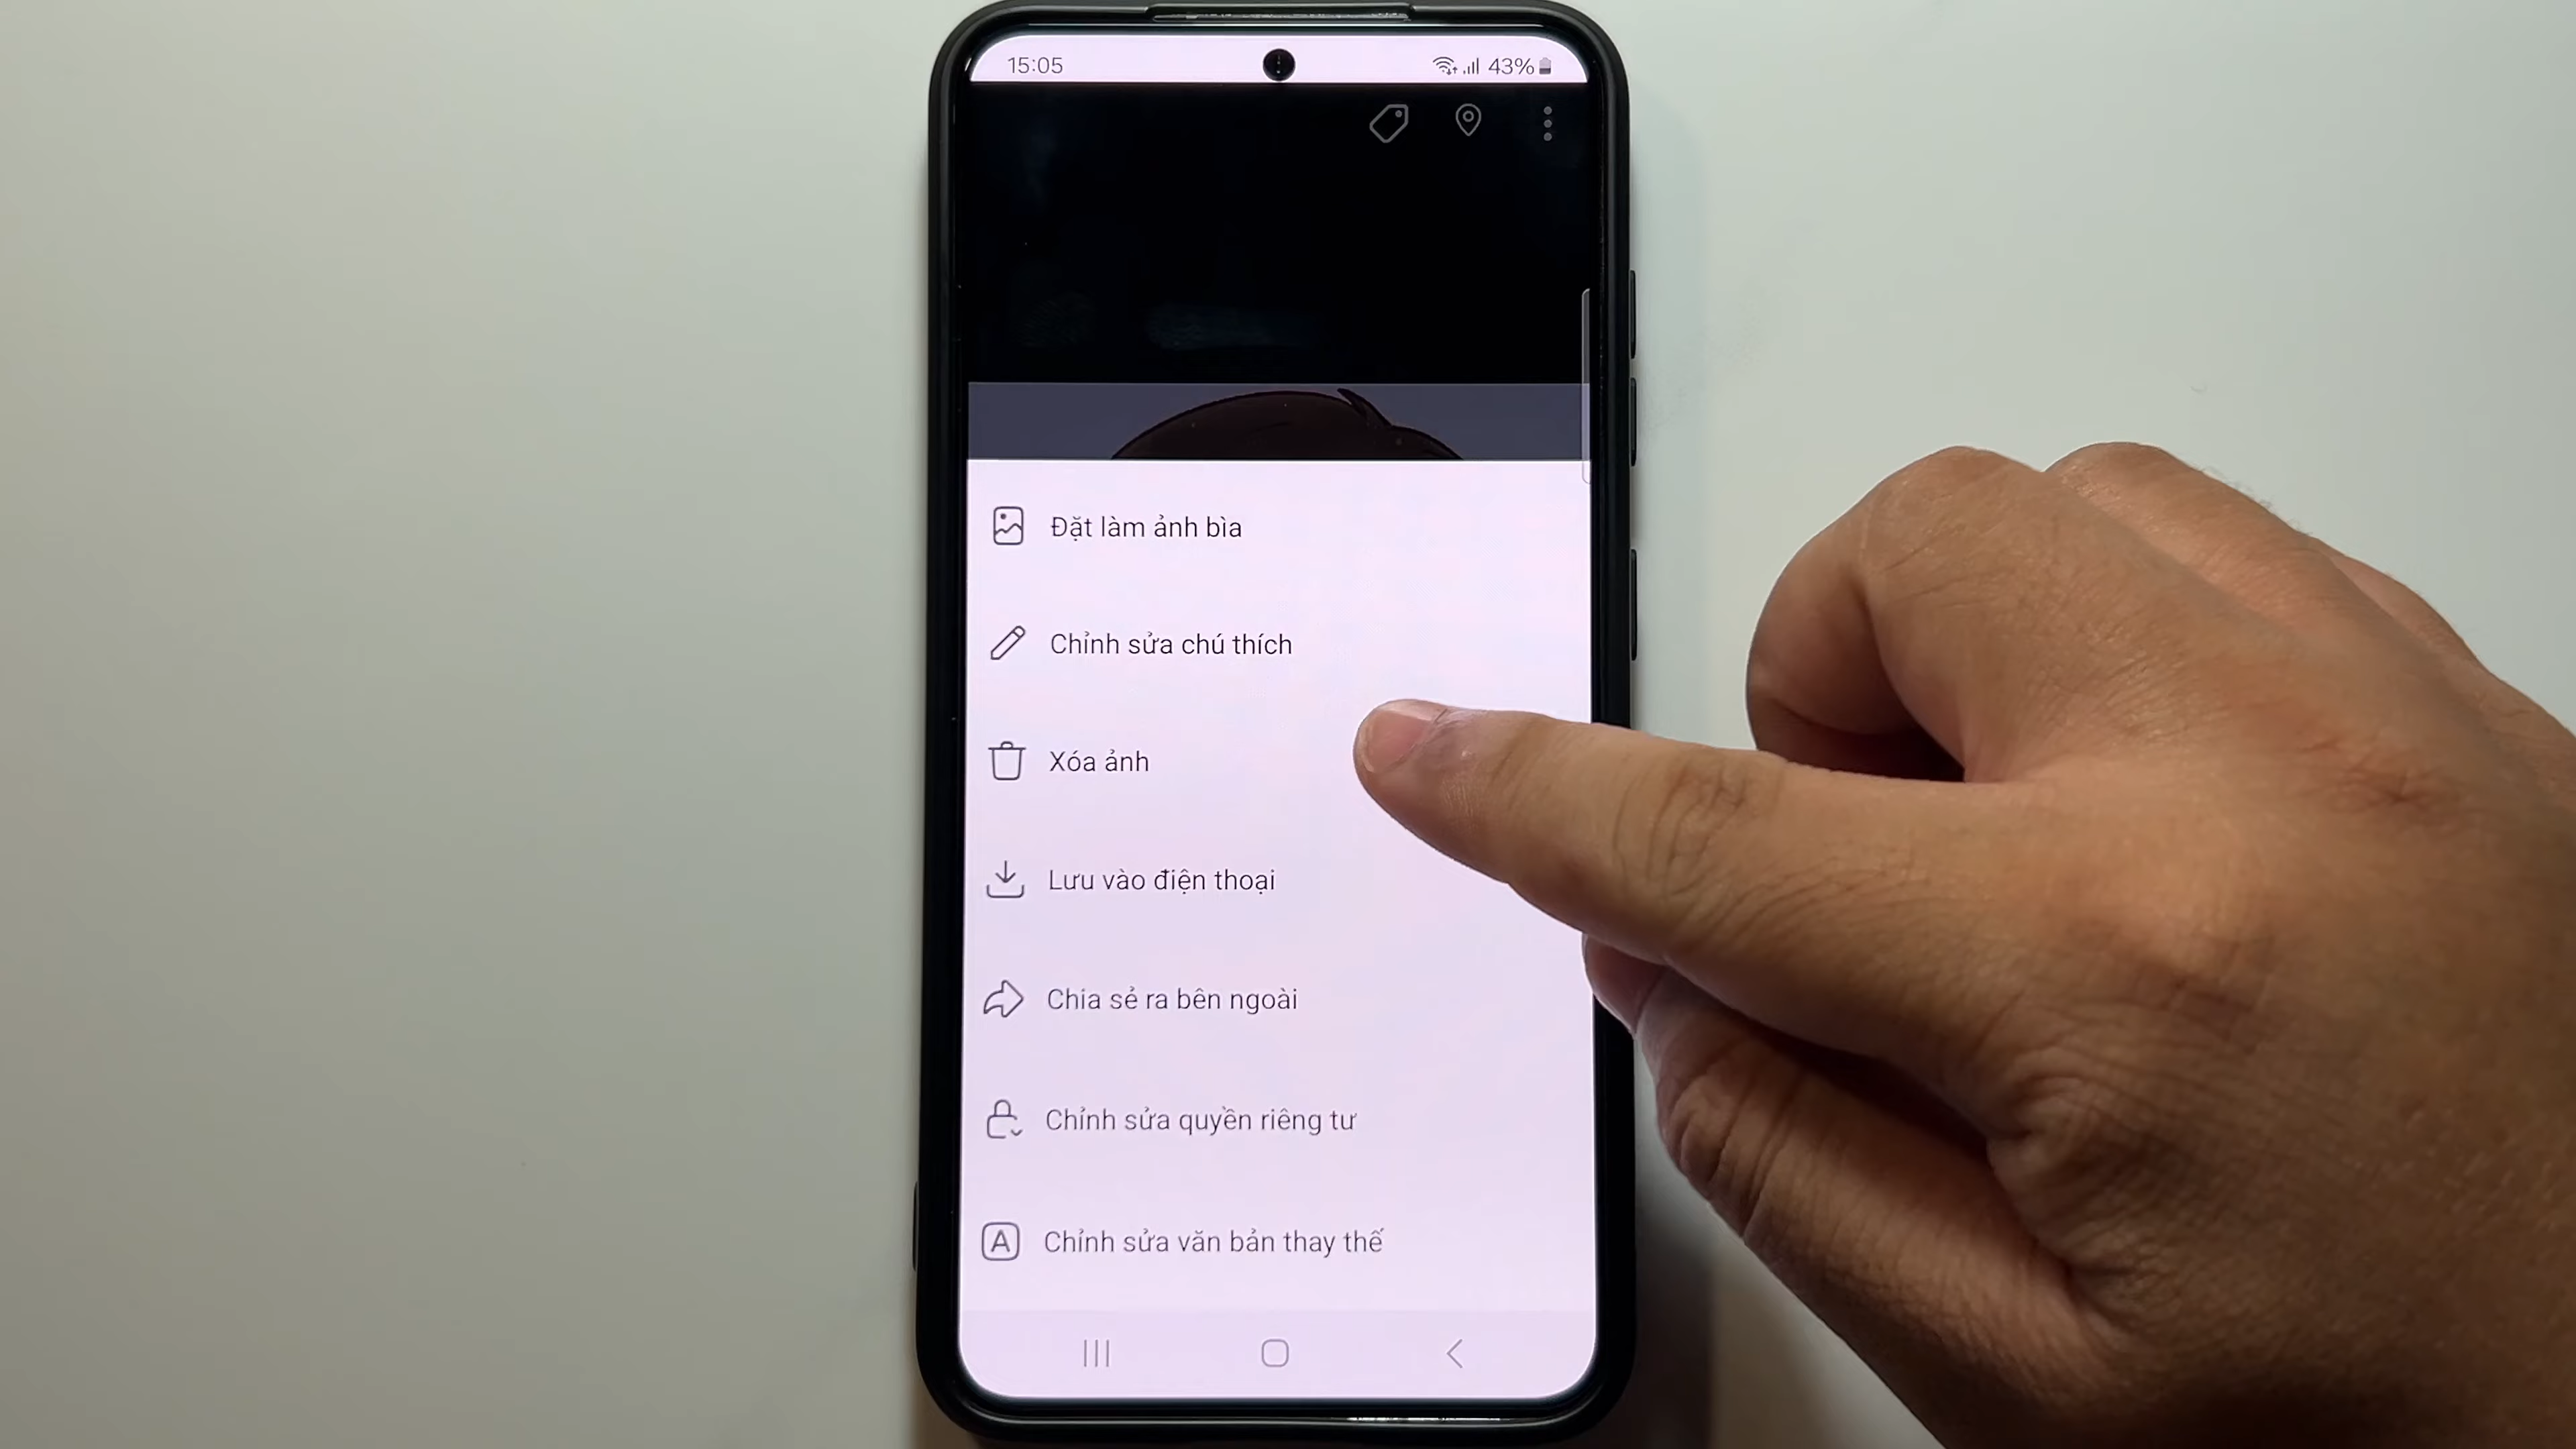 15:05
43%
Đặt làm ảnh bìa
Chỉnh sửa chú thích
Xóa ảnh
Lưu vào điện thoại
Chia sẻ ra bên ngoài
Chỉnh sửa quyền riêng tư
A Chỉnh sửa văn bản thay thế